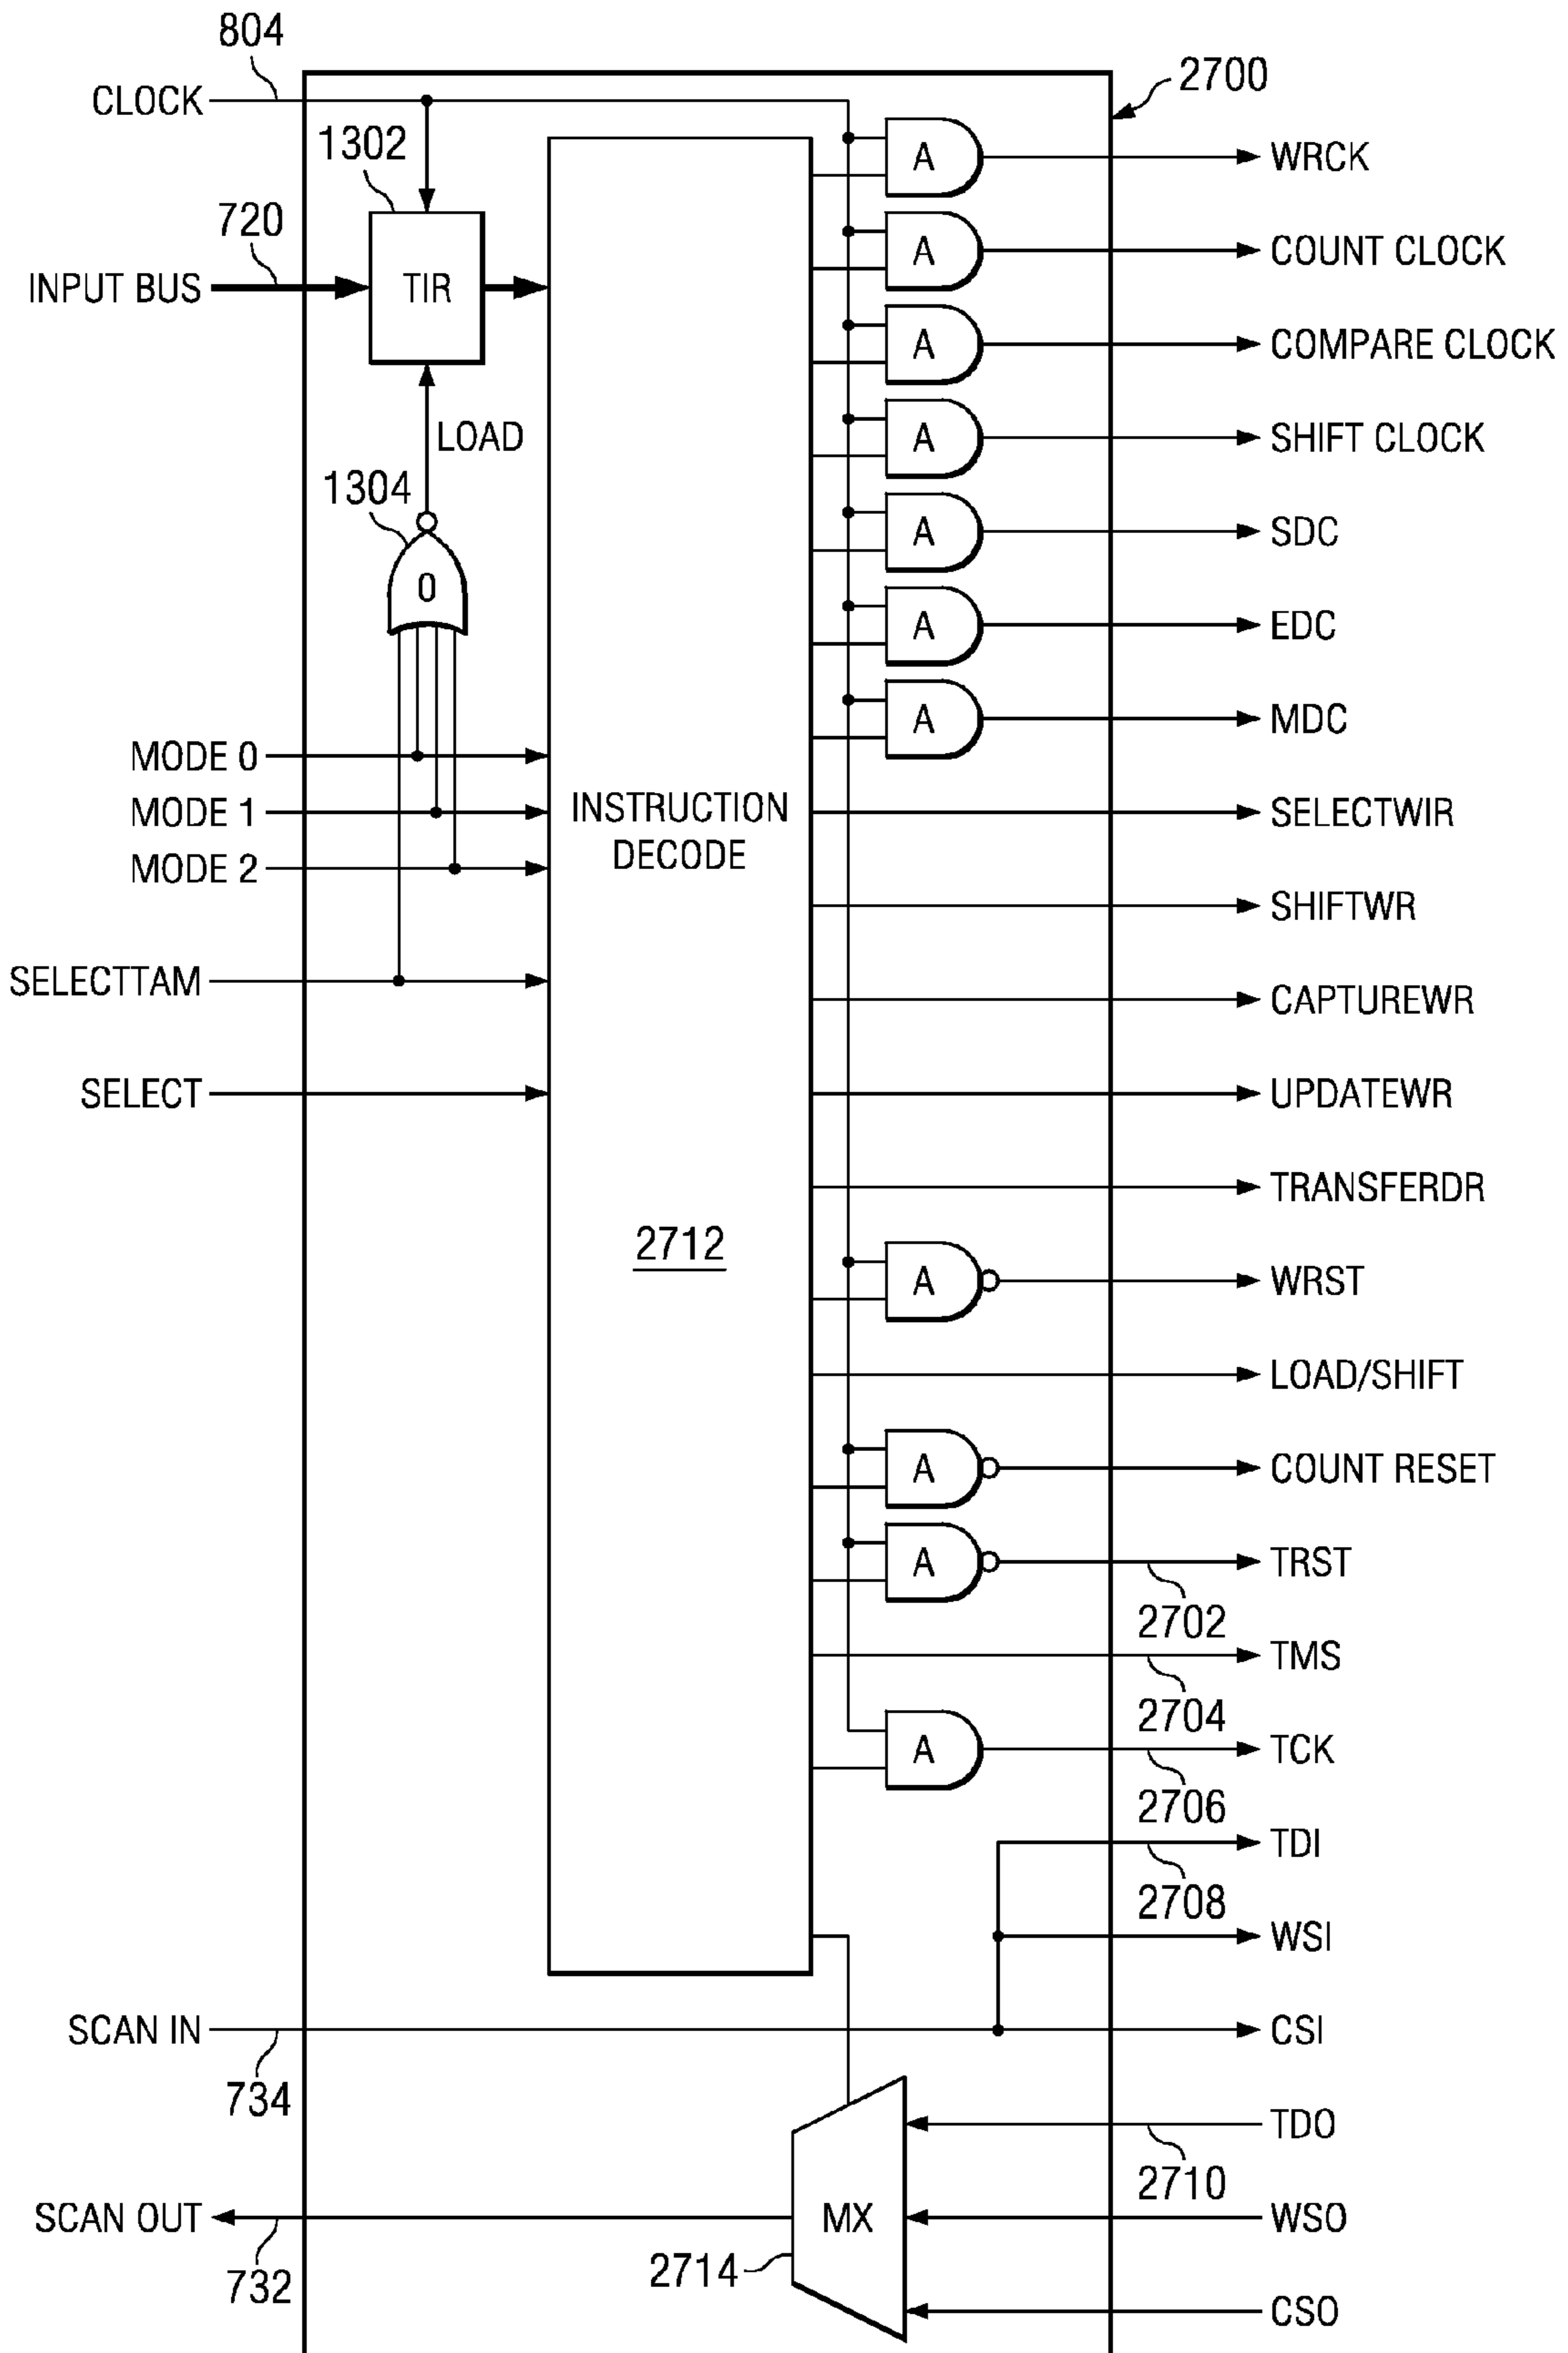 804
CLOCK
2700
1302
A
WRCK
720
INPUT BUS
TIR
A
COUNT CLOCK
A
COMPARE CLOCK
LOAD
A
SHIFT CLOCK
1304
A
SDC
O
A
EDC
A
MDC
MODE 0
MODE 1
MODE 2
INSTRUCTION
DECODE
SELECTWIR
SHIFTWR
SELECTTAM
CAPTUREWR
SELECT
UPDATEWR
TRANSFERDR
2712
A
WRST
LOAD/SHIFT
A
COUNT RESET
A
TRST
2702
TMS
2704
A
TCK
2706
TDI
2708
WSI
SCAN IN
CSI
734
TDO
2710
SCAN OUT
MX
WSO
2714
732
CSO